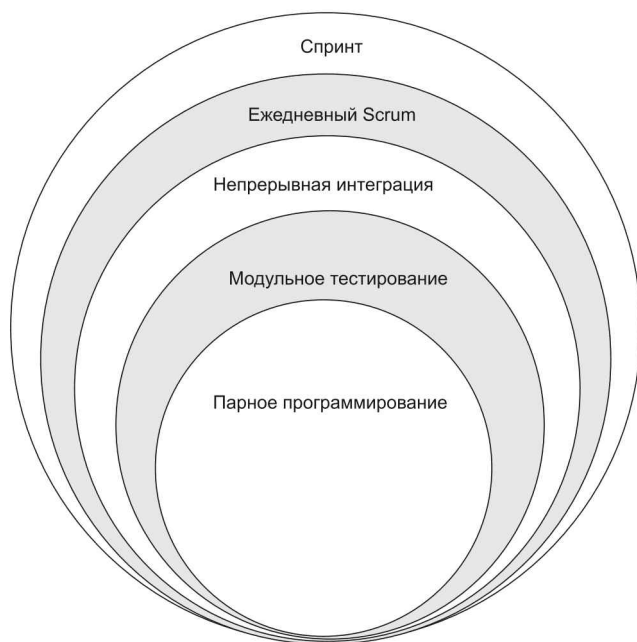 Спринт
Ежедневный Scrum
Непрерывная интеграция
Модульное тестирование
Парное программирование